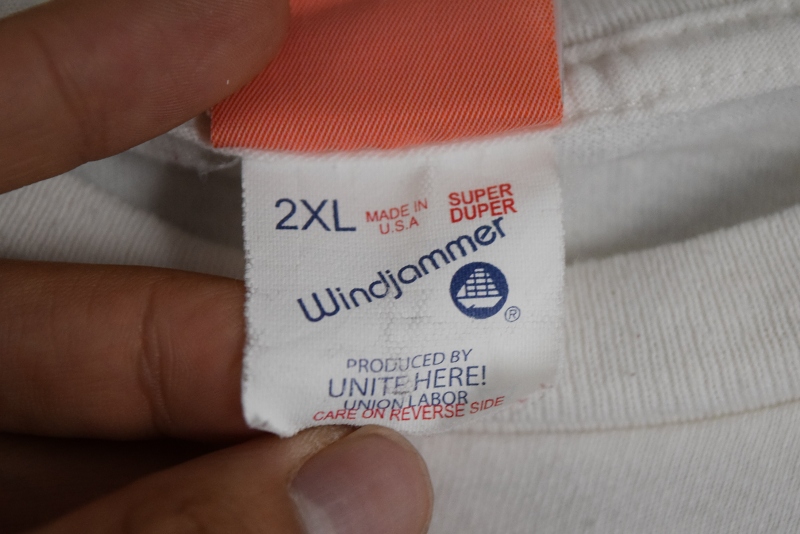 2XL MADE IN U.S.A SUPER DUPER
Windjammer
®
PRODUCED BY
UNITE HERE!
UNION LABOR
CARE ON REVERSE SIDE